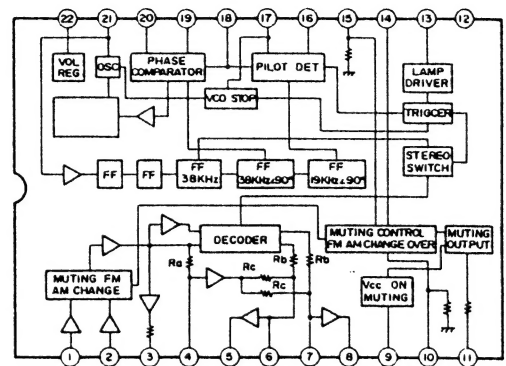 22 21 20 19 18 17 16 15 14 13 12
VOL
REG
OSC
PHASE
COMPARATOR
PILOT DET
LAMP
DRIVER
VCO STOP
TRIGGER
STEREO
SWITCH
FF
FF
FF
38KHz
FF
38KHz∠90°
FF
19KHz∠90°
DECODER
MUTING CONTROL
FM AM CHANGE OVER
MUTING
OUTPUT
Ra
Rb
Rb
Rc
Rc
MUTING FM
AM CHANGE
Vcc ON
MUTING
1 2 3 4 5 6 7 8 9 10 11